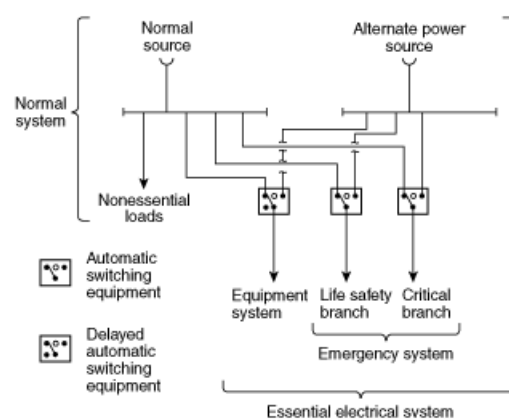 Normal
source
Alternate power
source
Normal
system
Nonessential
loads
Automatic
switching
equipment
Equipment
system
Life safety
branch
Critical
branch
Delayed
automatic
switching
equipment
Emergency system
Essential electrical system